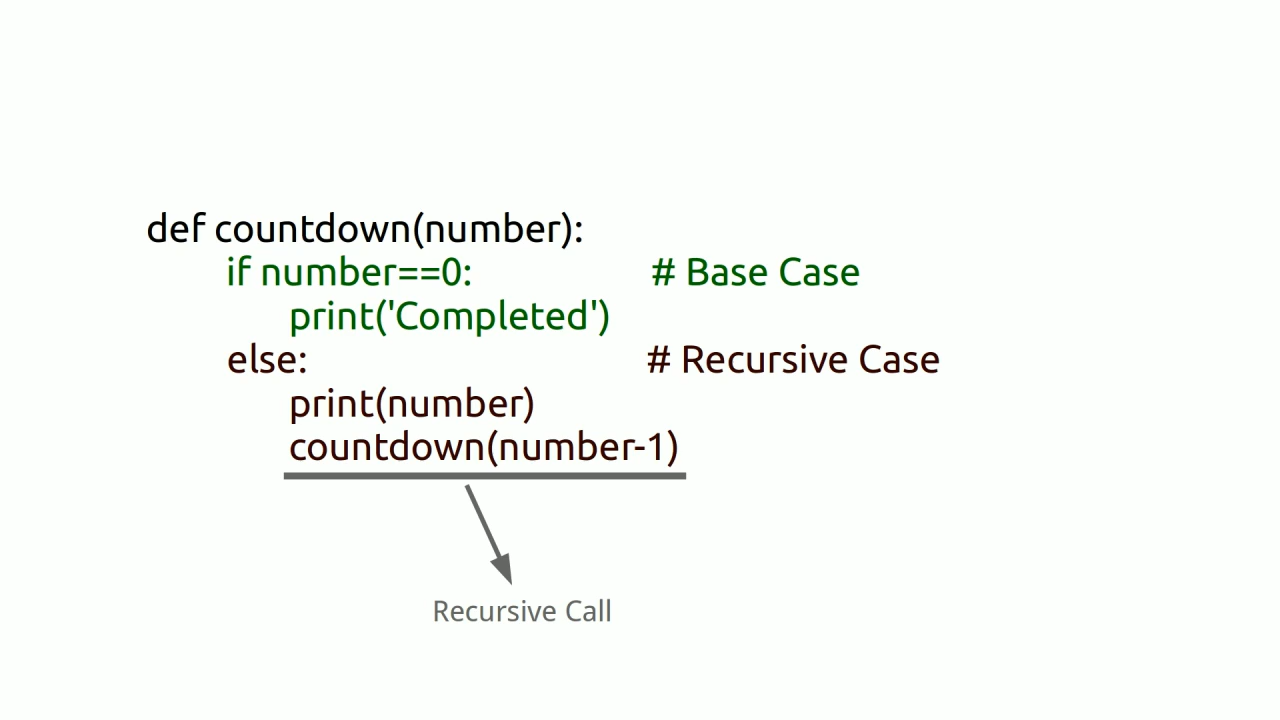 def countdown(number):
if number==0: # Base Case
print('Completed')
else: # Recursive Case
print(number)
countdown(number-1)
Recursive Call